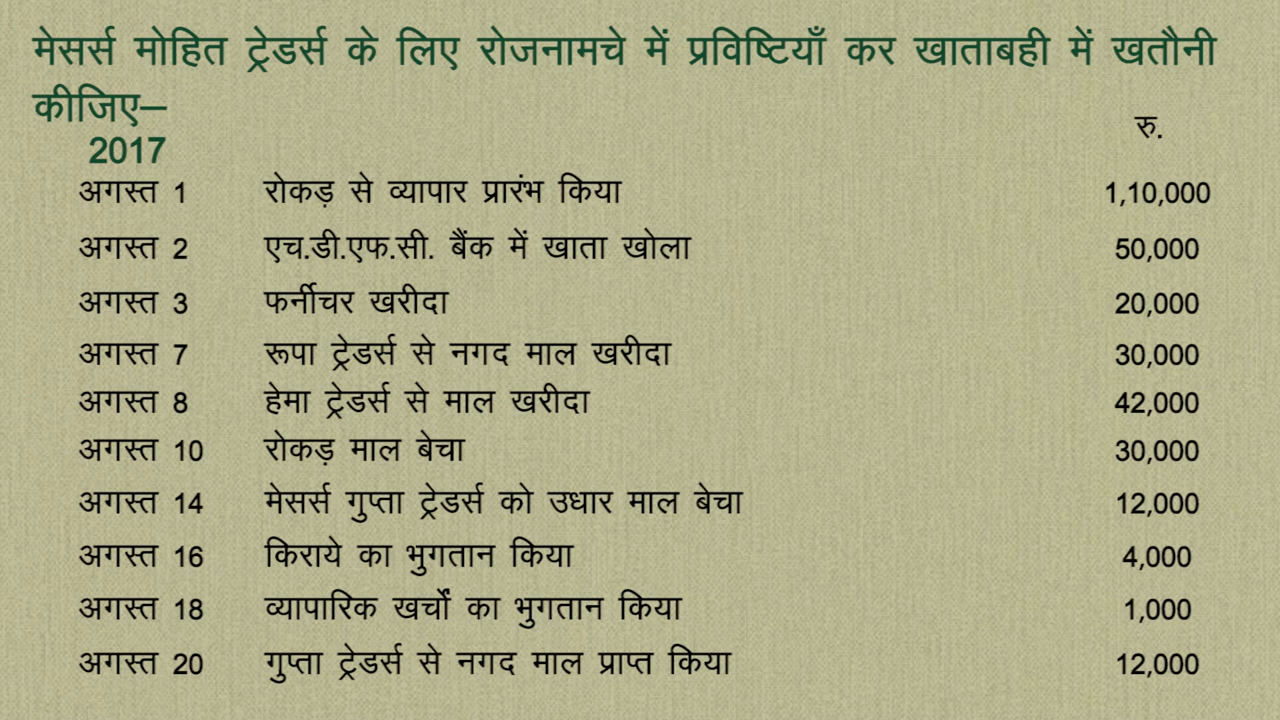 मेसर्स मोहित ट्रेडर्स के लिए रोजनामचे में प्रविष्टियाँ कर खाताबही में खतौनी
कीजिए–
रु.
2017
अगस्त 1 रोकड़ से व्यापार प्रारंभ किया 1,10,000
अगस्त 2 एच.डी.एफ.सी. बैंक में खाता खोला 50,000
अगस्त 3 फर्नीचर खरीदा 20,000
अगस्त 7 रूपा ट्रेडर्स से नगद माल खरीदा 30,000
अगस्त 8 हेमा ट्रेडर्स से माल खरीदा 42,000
अगस्त 10 रोकड़ माल बेचा 30,000
अगस्त 14 मेसर्स गुप्ता ट्रेडर्स को उधार माल बेचा 12,000
अगस्त 16 किराये का भुगतान किया 4,000
अगस्त 18 व्यापारिक खर्चों का भुगतान किया 1,000
अगस्त 20 गुप्ता ट्रेडर्स से नगद माल प्राप्त किया 12,000